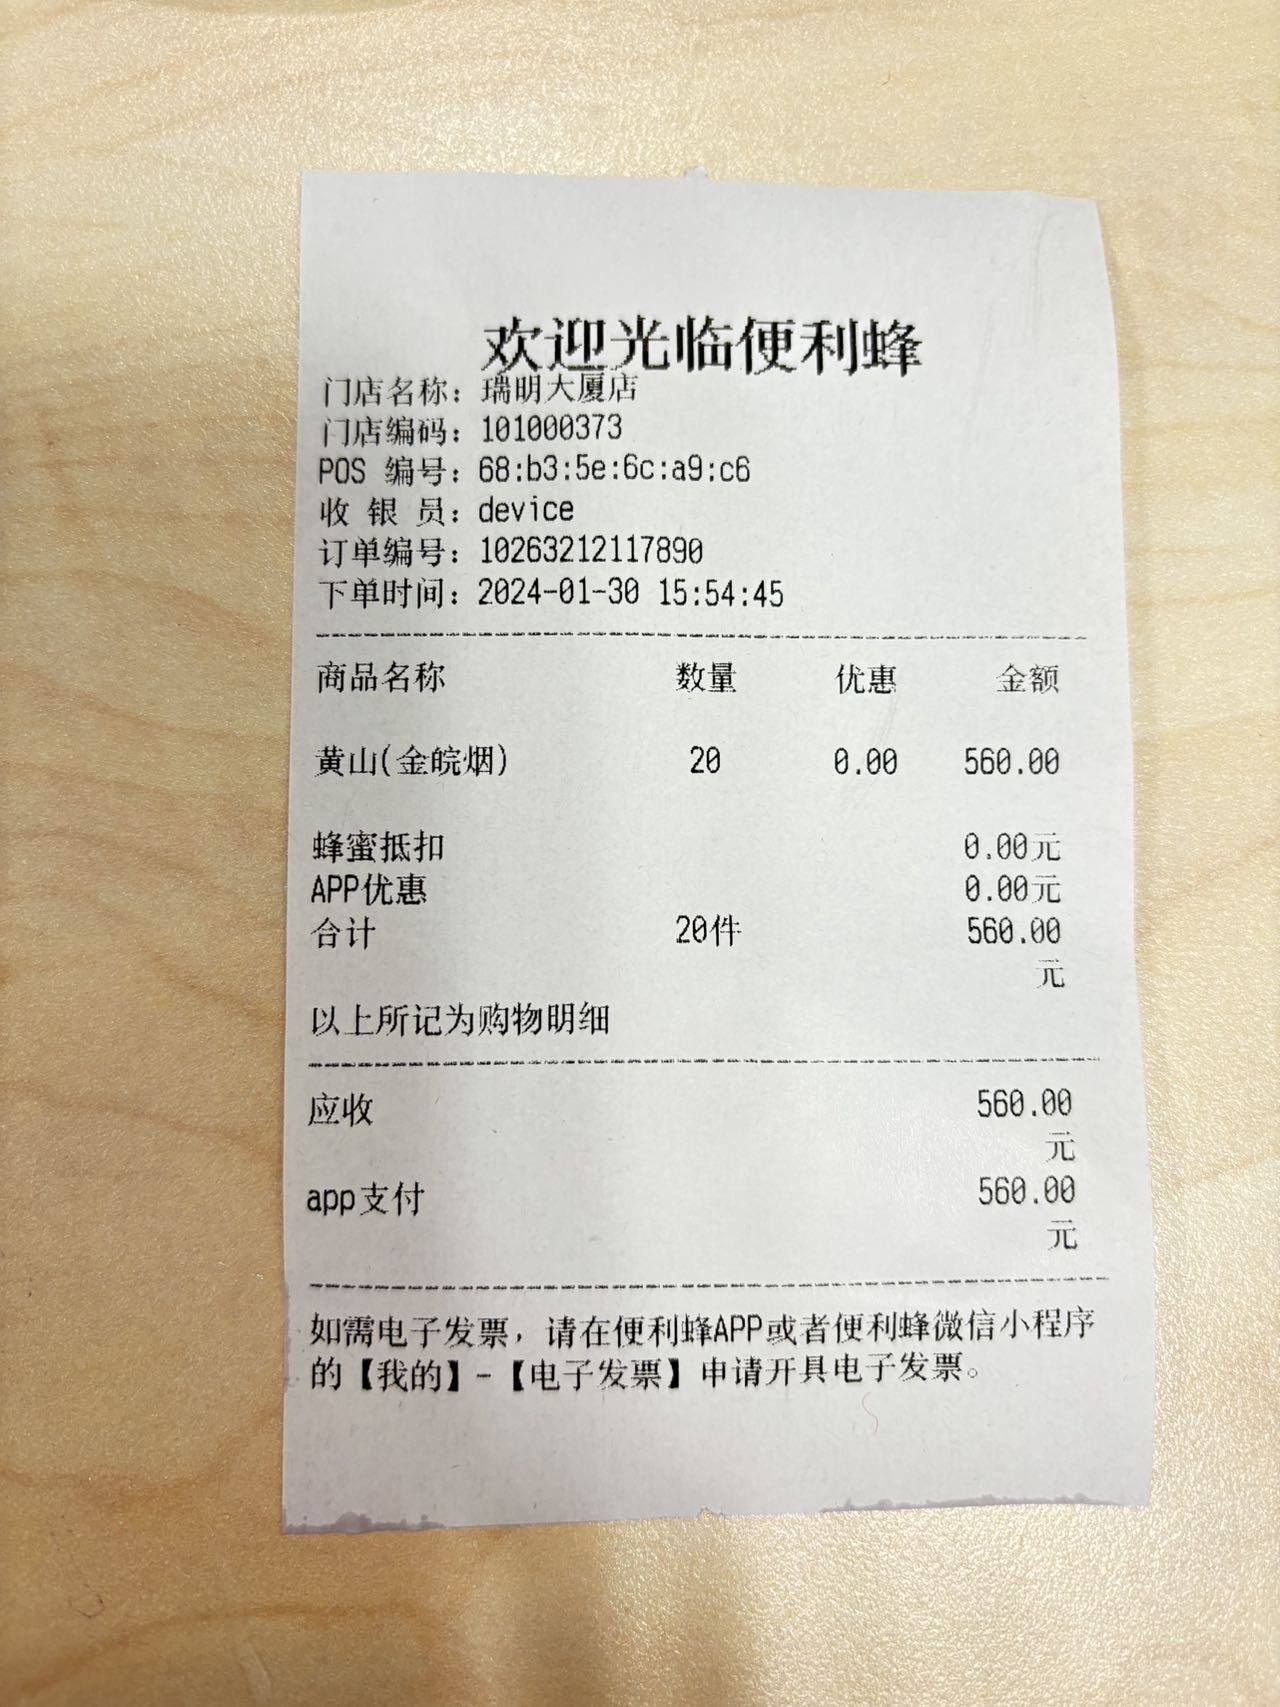 欢迎光临便利蜂
门店名称：瑞明大厦店
门店编码：101000373
POS 编号：68:b3:5e:6c:a9:c6
收 银 员：device
订单编号：10263212117890
下单时间：2024-01-30 15:54:45
商品名称 数量 优惠 金额
黄山(金皖烟) 20 0.00 560.00
蜂蜜抵扣 0.00元
APP优惠 0.00元
合计 20件 560.00
元
以上所记为购物明细
应收 560.00
元
app支付 560.00
元
如需电子发票，请在便利蜂APP或者便利蜂微信小程序
的【我的】-【电子发票】申请开具电子发票。